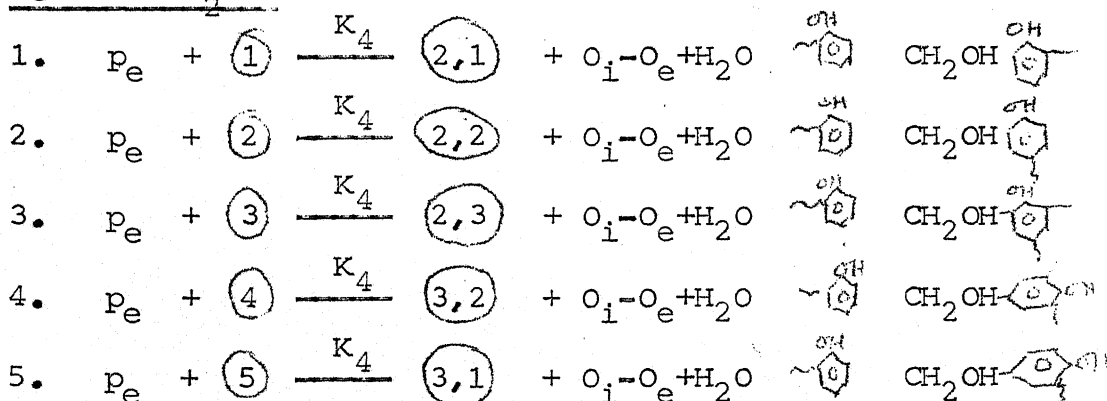 2
1. pe + 1 K4 2,1 + Oi-Oe+H2O OH CH2OH OH
2. pe + 2 K4 2,2 + Oi-Oe+H2O OH CH2OH OH
3. pe + 3 K4 2,3 + Oi-Oe+H2O OH CH2OH OH
4. pe + 4 K4 3,2 + Oi-Oe+H2O OH CH2OH OH
5. pe + 5 K4 3,1 + Oi-Oe+H2O OH CH2OH OH